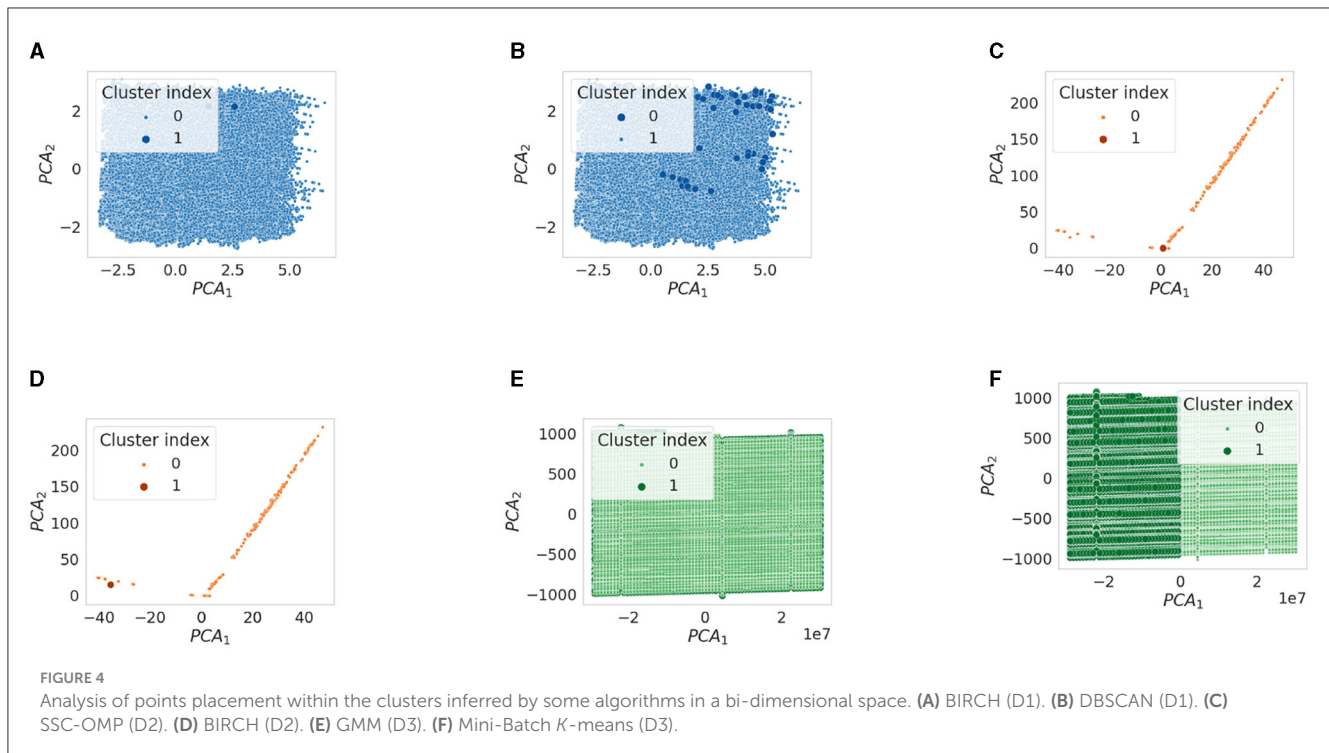 A
Cluster index
0
1
2
0
−2
PCA₂
−2.5 0.0 2.5 5.0
PCA₁
B
Cluster index
0
1
2
0
−2
PCA₂
−2.5 0.0 2.5 5.0
PCA₁
C
Cluster index
0
1
200
150
100
50
0
PCA₂
−40 −20 0 20 40
PCA₁
D
Cluster index
0
1
200
150
100
50
0
PCA₂
−40 −20 0 20 40
PCA₁
E
Cluster index
0
1
1000
500
0
−500
−1000
PCA₂
−2 0 2
PCA₁
1e7
F
Cluster index
0
1
1000
500
0
−500
−1000
PCA₂
−2 0 2
PCA₁
1e7
FIGURE 4
Analysis of points placement within the clusters inferred by some algorithms in a bi-dimensional space. (A) BIRCH (D1). (B) DBSCAN (D1). (C)
SSC-OMP (D2). (D) BIRCH (D2). (E) GMM (D3). (F) Mini-Batch K-means (D3).